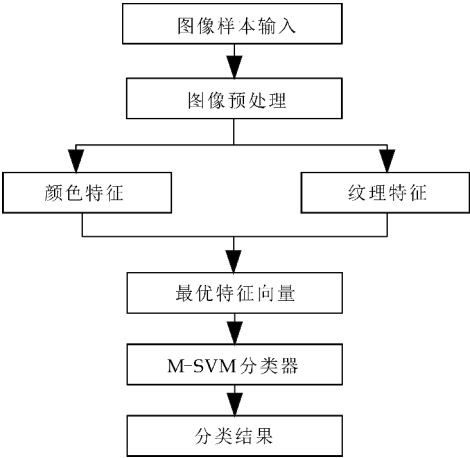 图像样本输入
图像预处理
颜色特征
纹理特征
最优特征向量
M-SVM分类器
分类结果